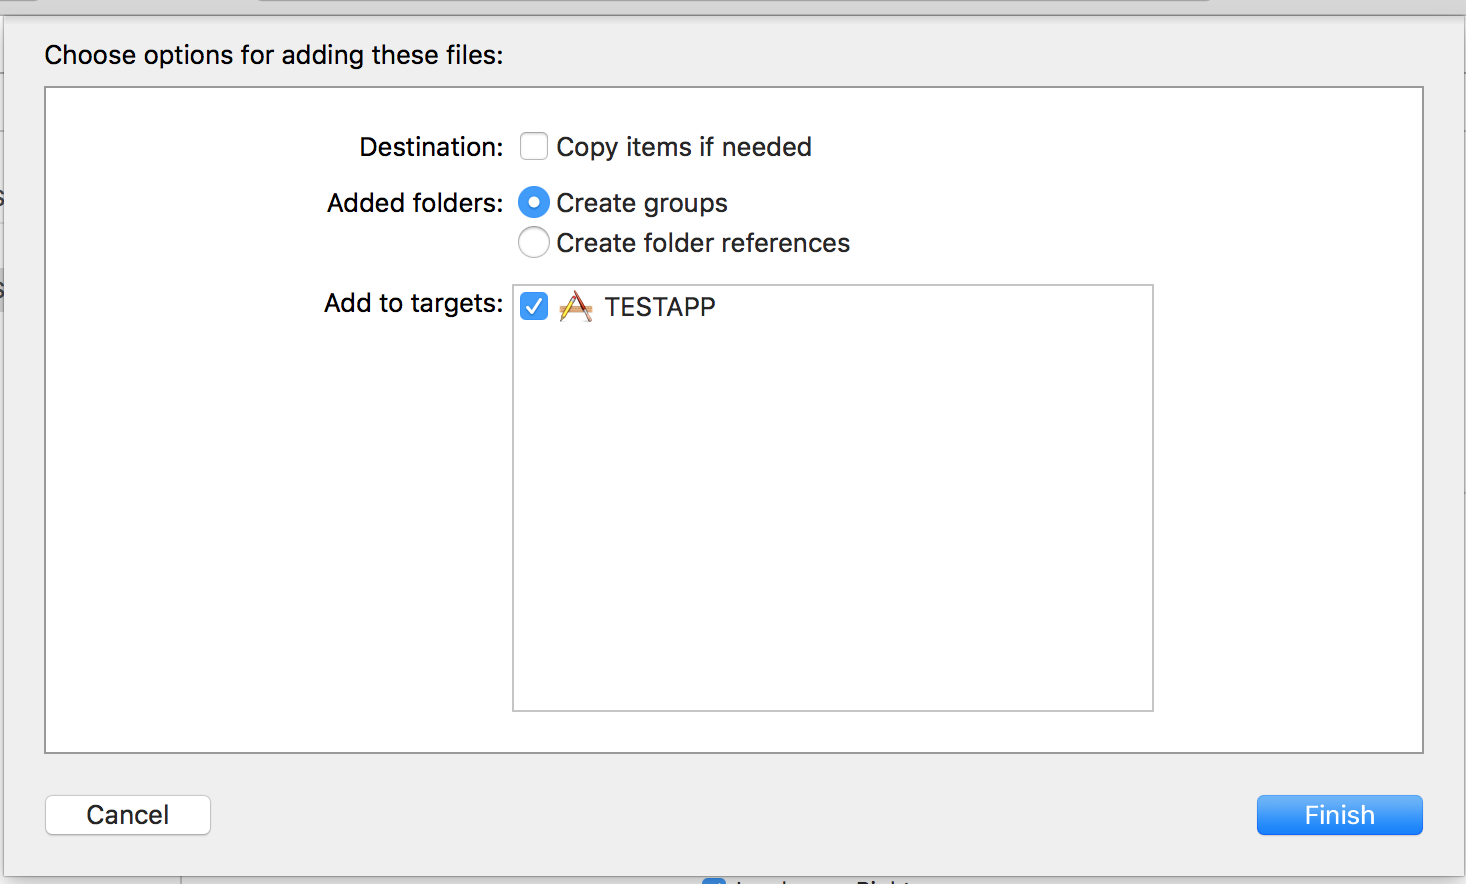 Choose options for adding these files:
Destination: Copy items if needed
Added folders: Create groups
Create folder references
Add to targets: TESTAPP
Cancel Finish